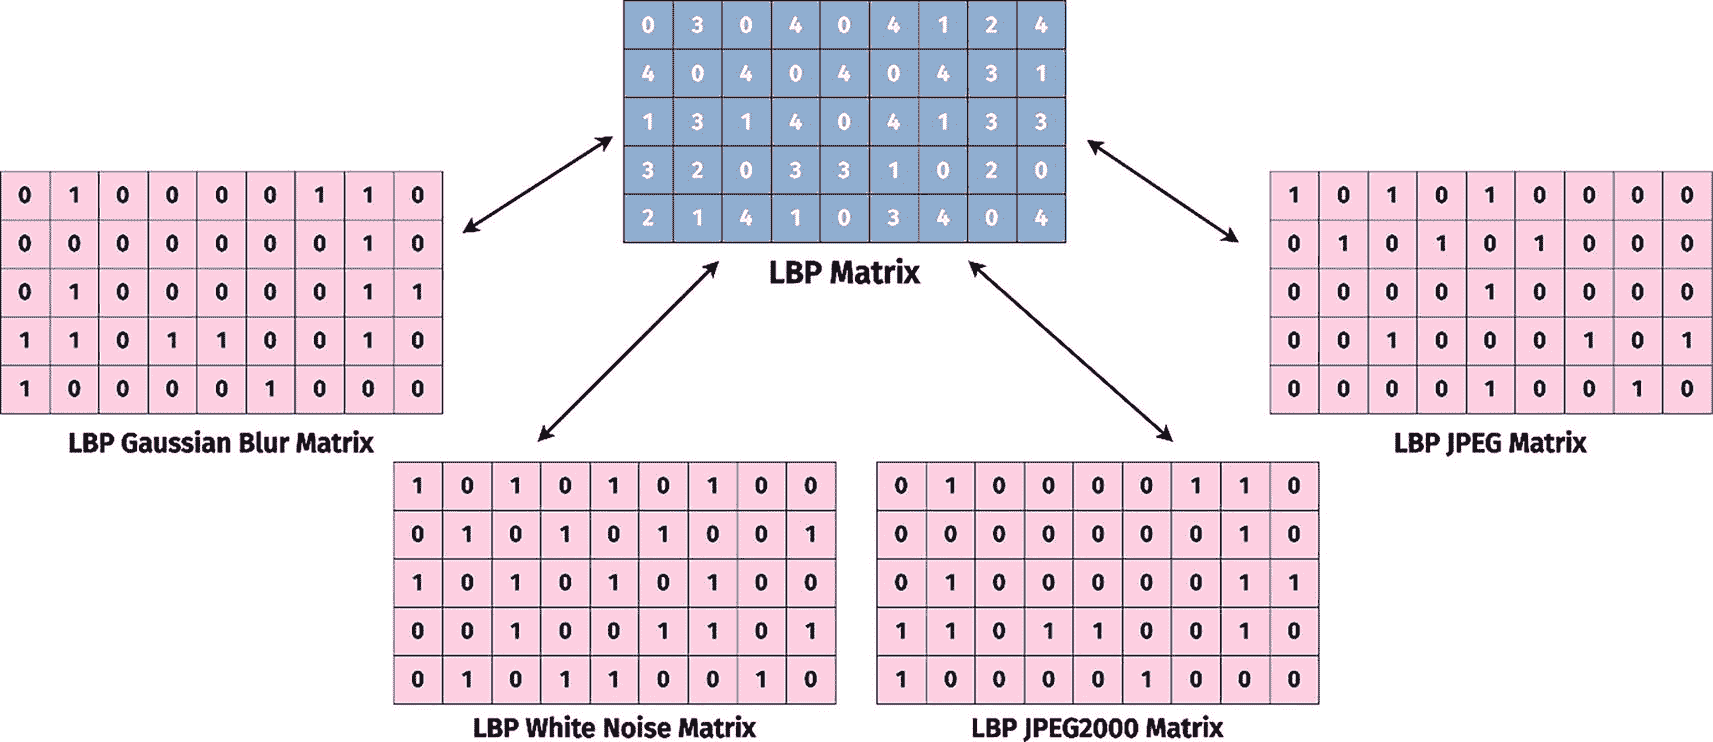 0 3 0 4 0 4 1 2 4
4 0 4 0 4 0 4 3 1
1 3 1 4 0 4 1 3 3
3 2 0 3 3 1 0 2 0
2 1 4 1 0 3 4 0 4
LBP Matrix
0 1 0 0 0 0 1 1 0
0 0 0 0 0 0 0 1 0
0 1 0 0 0 0 0 1 1
1 1 0 1 1 0 0 1 0
1 0 0 0 0 1 0 0 0
LBP Gaussian Blur Matrix
1 0 1 0 1 0 0 0 0
0 1 0 1 0 1 0 0 0
0 0 0 0 1 0 0 0 0
0 0 1 0 0 0 1 0 1
0 0 0 0 1 0 0 1 0
LBP JPEG Matrix
1 0 1 0 1 0 1 0 0
0 1 0 1 0 1 0 0 1
1 0 1 0 1 0 1 0 0
0 0 1 0 0 1 1 0 1
0 1 0 1 1 0 0 1 0
LBP White Noise Matrix
0 1 0 0 0 0 1 1 0
0 0 0 0 0 0 0 1 0
0 1 0 0 0 0 0 1 1
1 1 0 1 1 0 0 1 0
1 0 0 0 0 1 0 0 0
LBP JPEG2000 Matrix